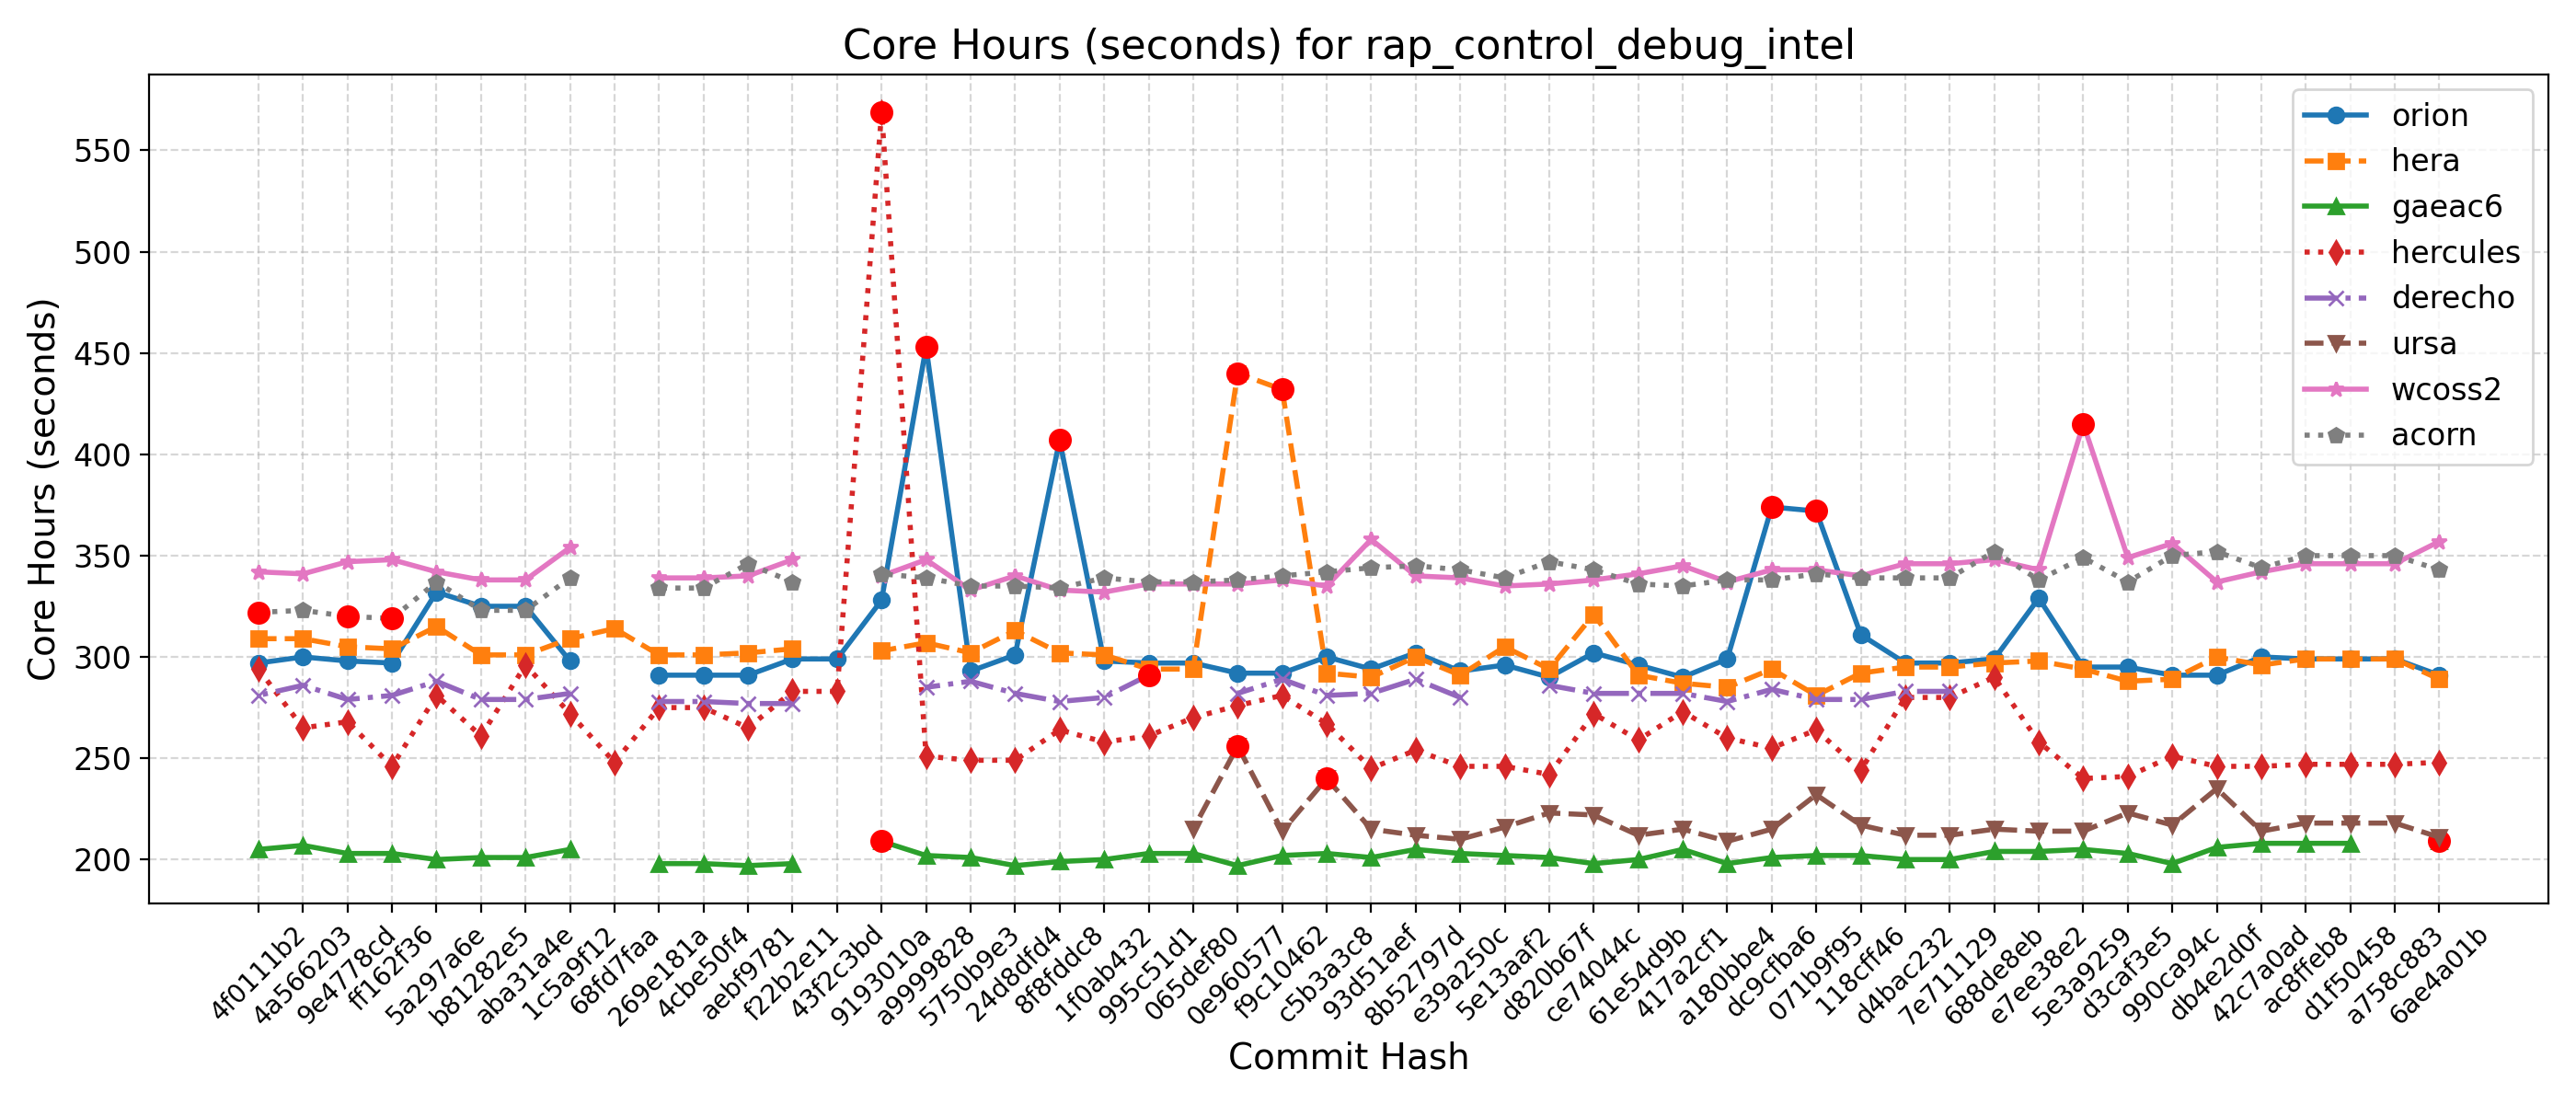 Core Hours (seconds) for rap_control_debug_intel
Core Hours (seconds)
550
500
450
400
350
300
250
200
orion
hera
gaeac6
hercules
derecho
ursa
wcoss2
acorn
4f0111b2
4a566203
9e4778cd
ff162f36
5a297a6e
b81282e5
aba31a4e
1c5a9f12
68fd7faa
269e181a
4cbe50f4
aebf9781
f22b2e11
43f2c3bd
9193010a
a9999828
5750b9e3
24d8dfd4
8f8fddc8
1f0ab432
995c51d1
065def80
0e960577
f9c10462
c5b3a3c8
93d51aef
8b52797d
e39a250c
5e13aaf2
d820b67f
ce74044c
61e54d9b
417a2cf1
a180bbe4
dc9cfba6
071b9f95
118cff46
d4bac232
7e711129
688de8eb
e7ee38e2
5e3a9259
d3caf3e5
990ca94c
db4e2d0f
42c7a0ad
ac8ffeb8
d1f50458
a758c883
6ae4a01b
Commit Hash